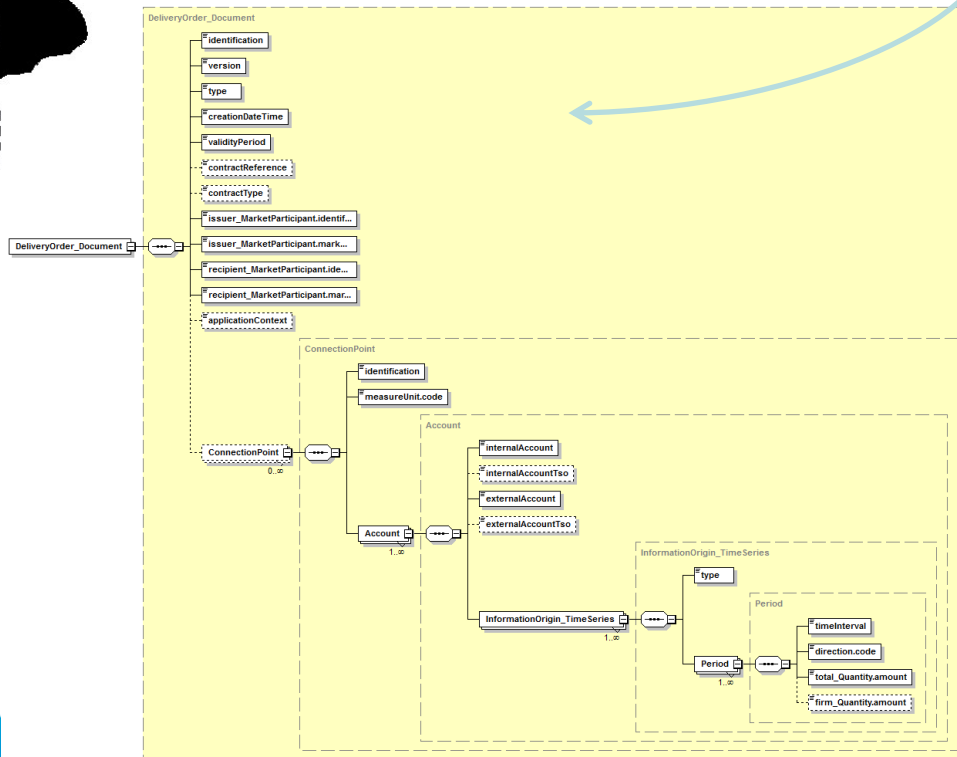 DeliveryOrder_Document
identification
version
type
creationDateTime
validityPeriod
contractReference
contractType
issuer_MarketParticipant.identif...
issuer_MarketParticipant.mark...
DeliveryOrder_Document
recipient_MarketParticipant.ide...
recipient_MarketParticipant.mar...
applicationContext
ConnectionPoint
identification
measureUnit.code
Account
internalAccount
ConnectionPoint
0..∞
internalAccountTso
externalAccount
externalAccountTso
Account
1..∞
InformationOrigin_TimeSeries
type
Period
InformationOrigin_TimeSeries
1..∞
timeInterval
direction.code
Period
1..∞
total_Quantity.amount
firm_Quantity.amount